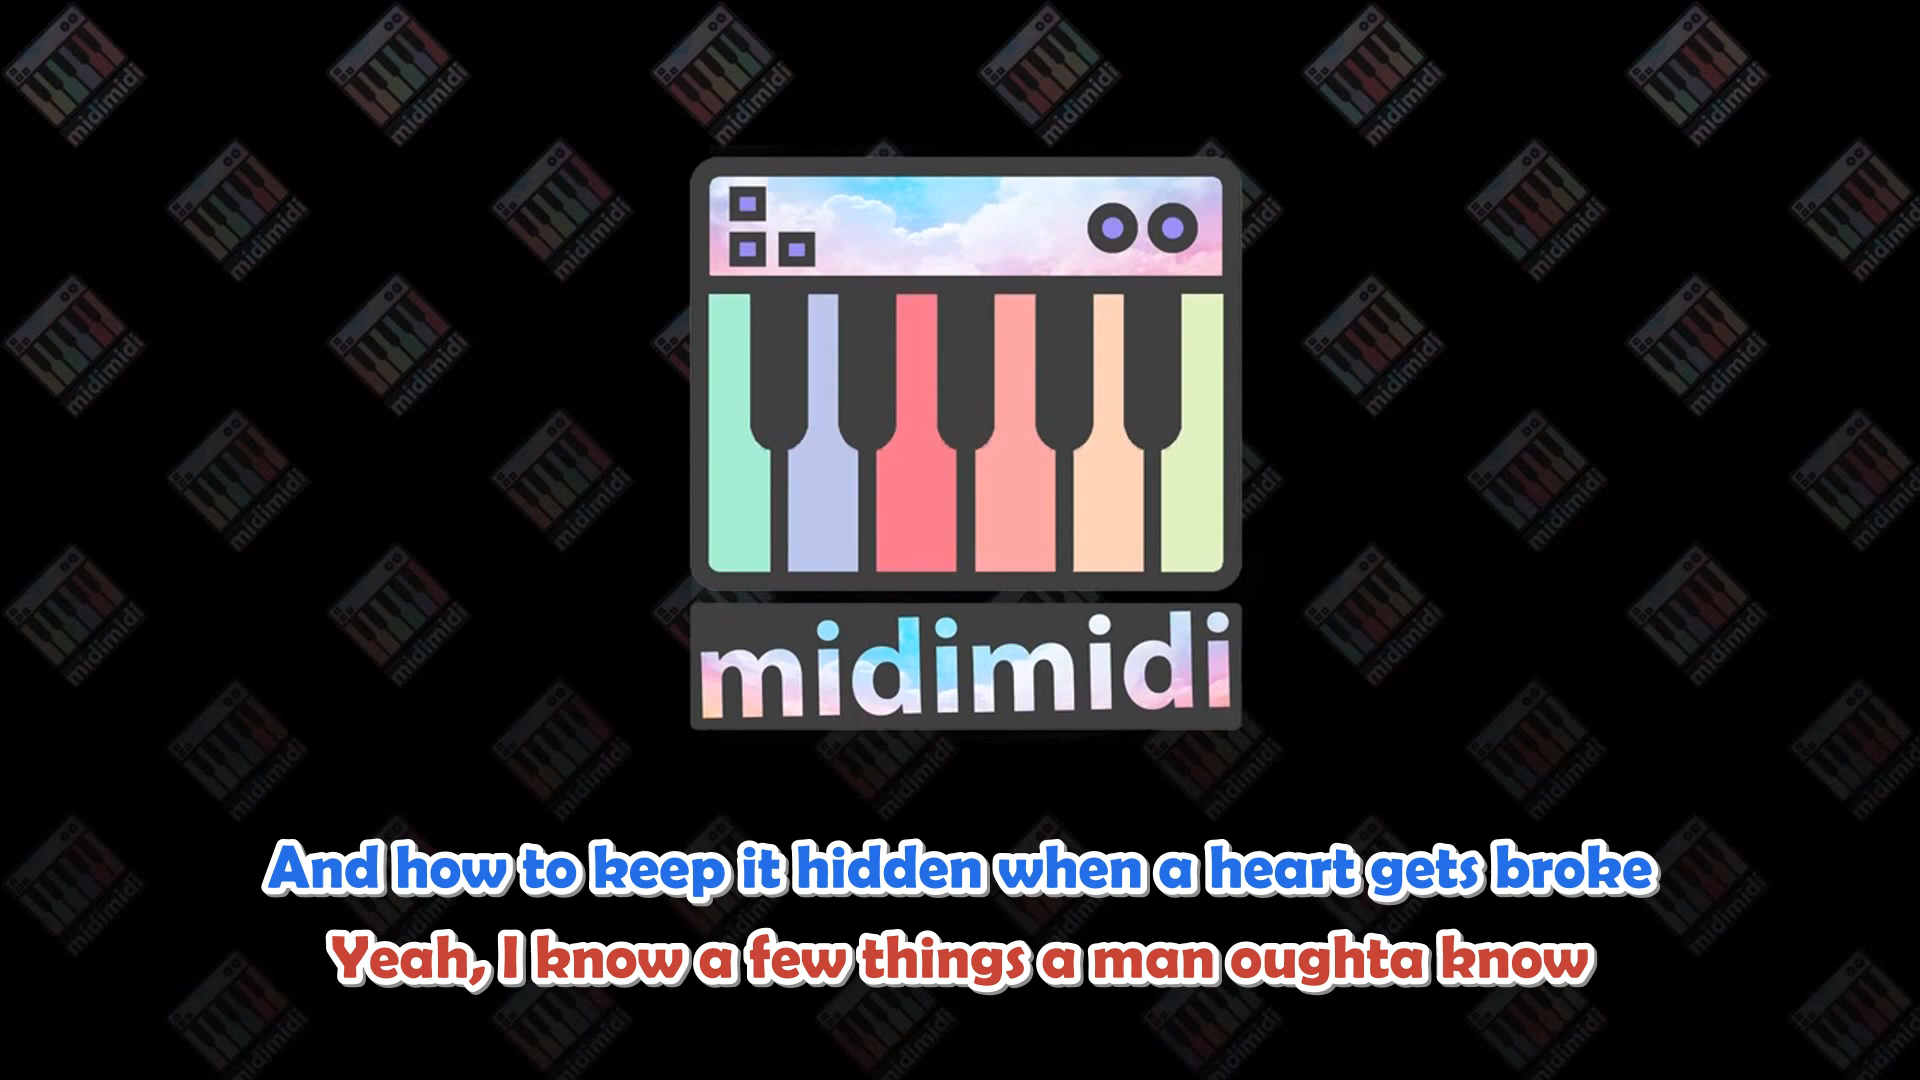 midimidi
And how to keep it hidden when a heart gets broke
Yeah, I know a few things a man oughta know